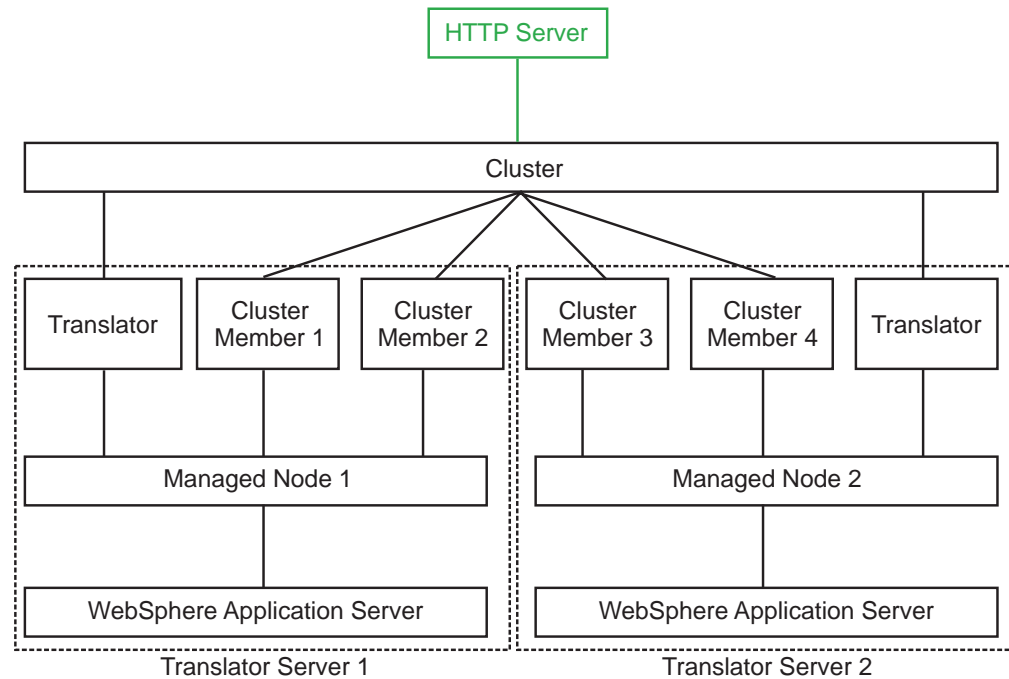 HTTP Server
Cluster
Translator
Cluster
Member 1
Cluster
Member 2
Cluster
Member 3
Cluster
Member 4
Translator
Managed Node 1
Managed Node 2
WebSphere Application Server
WebSphere Application Server
Translator Server 1
Translator Server 2